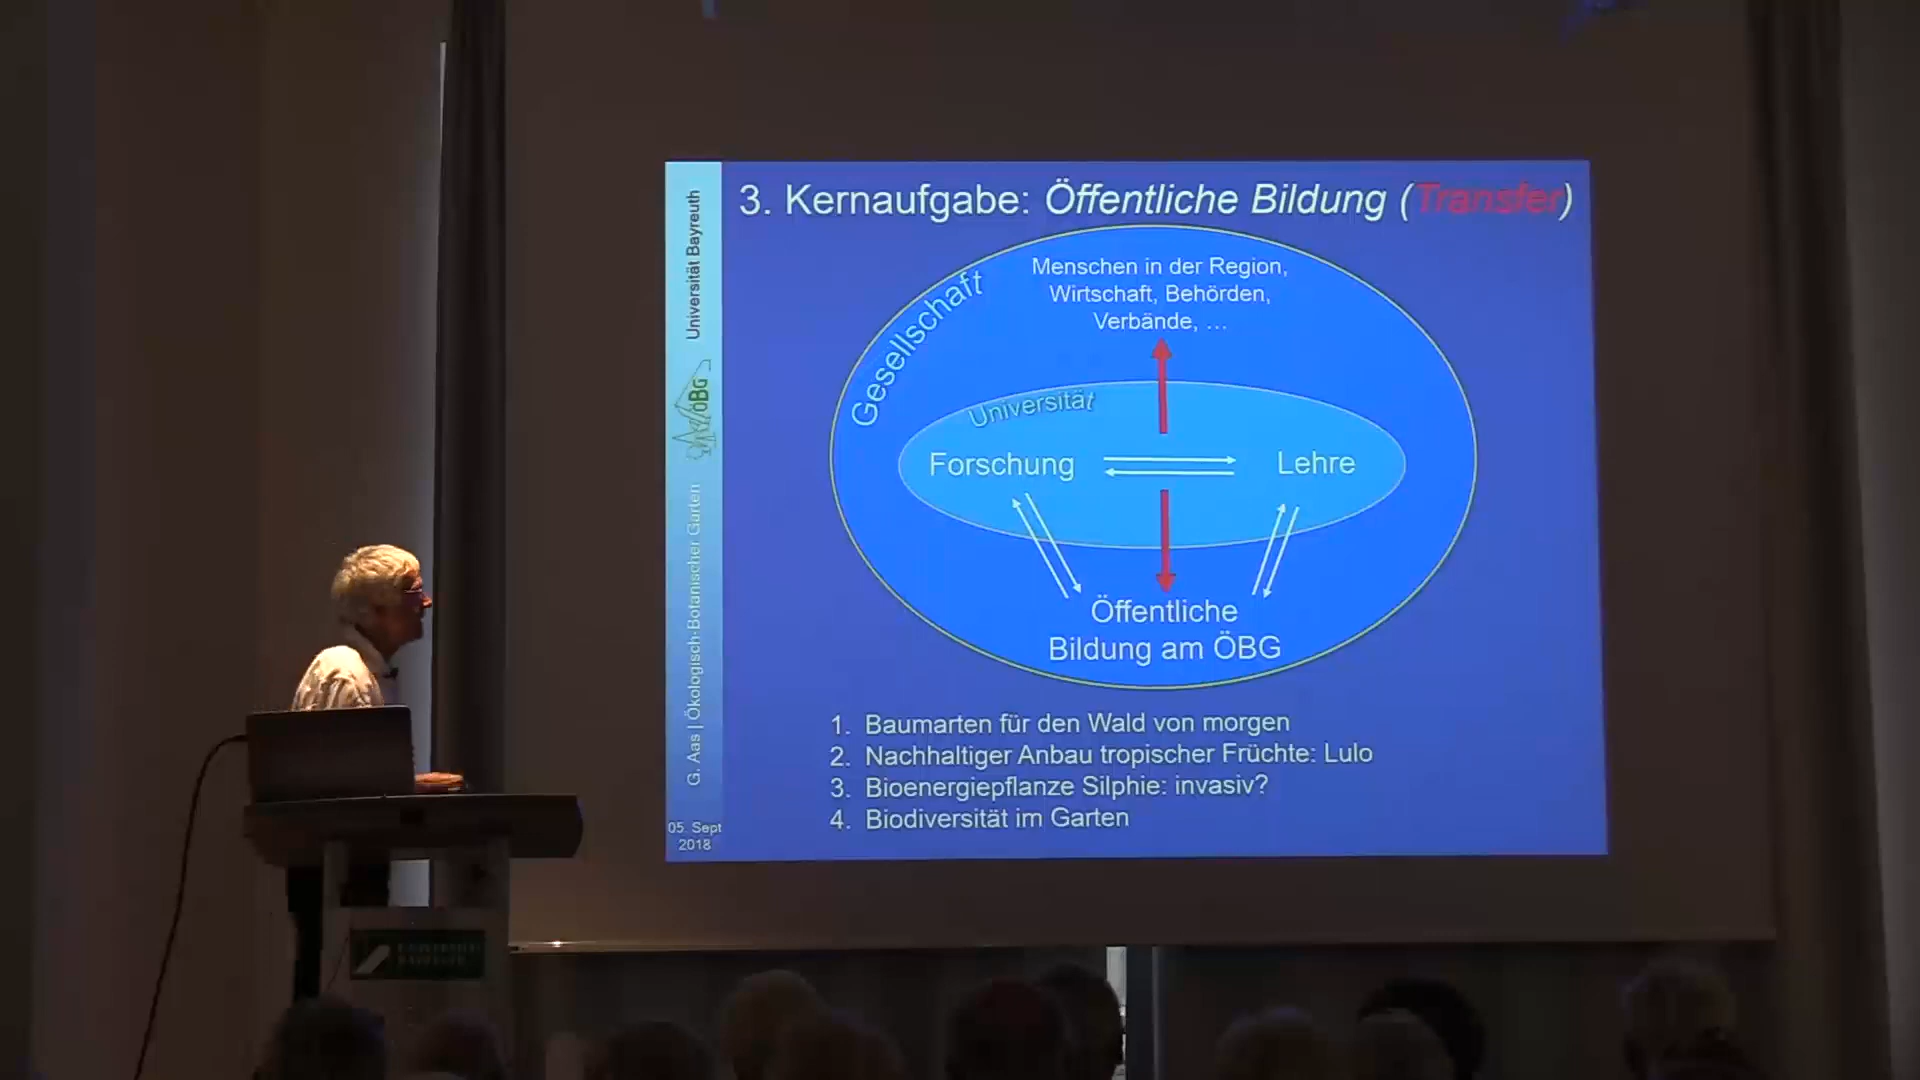 3. Kernaufgabe: Öffentliche Bildung (Transfer)
Gesellschaft
Menschen in der Region,
Wirtschaft, Behörden,
Verbände, ...
Universität
Forschung
Lehre
Öffentliche
Bildung am ÖBG
1. Baumarten für den Wald von morgen
2. Nachhaltiger Anbau tropischer Früchte: Lulo
3. Bioenergiepflanze Silphie: invasiv?
4. Biodiversität im Garten
G. Aas | Ökologisch-Botanischer Garten
ÖBG
Universität Bayreuth
05. Sept
2018